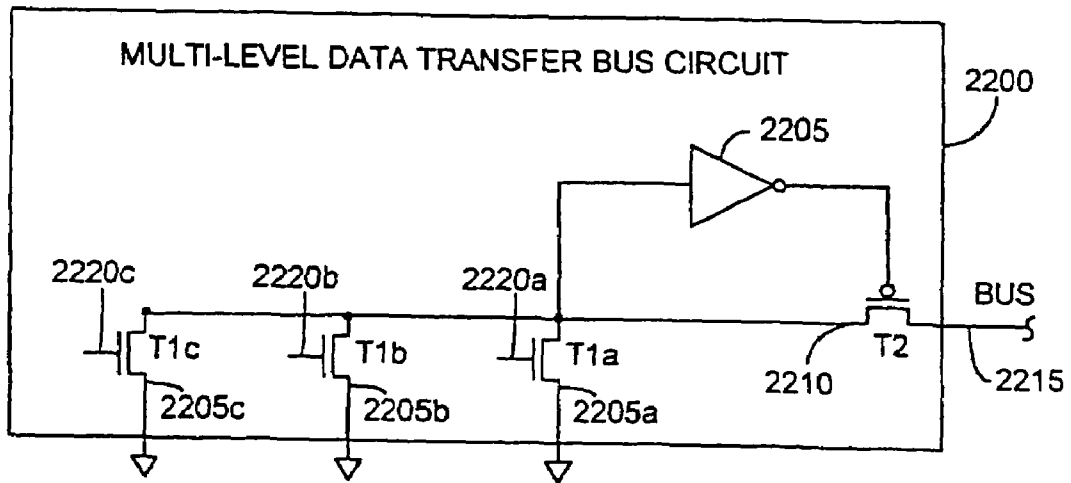 MULTI-LEVEL DATA TRANSFER BUS CIRCUIT
2200
2205
2220c
2220b
2220a
BUS
T1c
T1b
T1a
T2
2210
2215
2205c
2205b
2205a